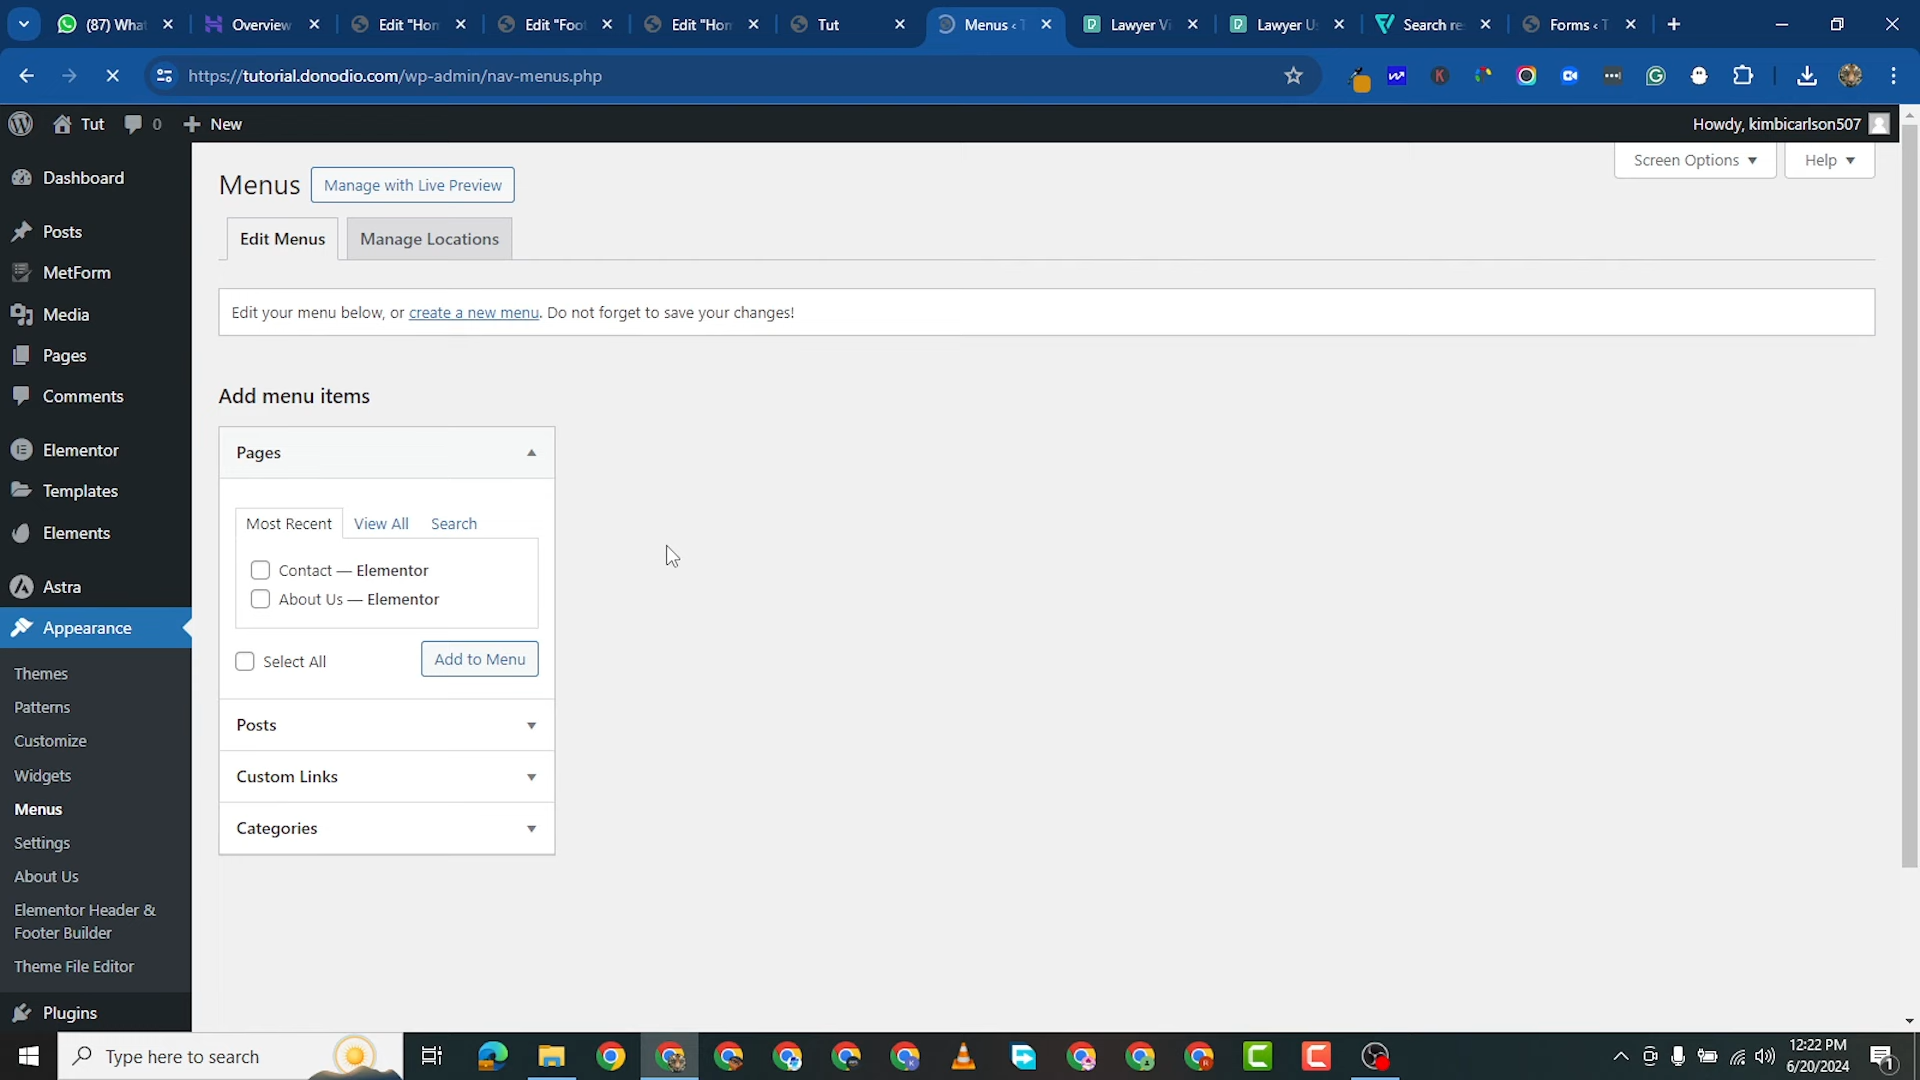 (87) What
Overview
Edit "Hom
Edit "Foot
Edit "Hom
Tut
Menus ‹ T
Lawyer Vi
Lawyer Us
Search re
Forms ‹ T
https://tutorial.donodio.com/wp-admin/nav-menus.php
Tut
0
New
Howdy, kimbicarlson507
Screen Options
Help
Dashboard
Posts
MetForm
Media
Pages
Comments
Elementor
Templates
Elements
Astra
Appearance
Themes
Patterns
Customize
Widgets
Menus
Settings
About Us
Elementor Header &
Footer Builder
Theme File Editor
Plugins
Menus
Manage with Live Preview
Edit Menus
Manage Locations
Edit your menu below, or create a new menu. Do not forget to save your changes!
Add menu items
Pages
Most Recent
View All
Search
Contact — Elementor
About Us — Elementor
Select All
Add to Menu
Posts
Custom Links
Categories
Type here to search
12:22 PM
6/20/2024
1